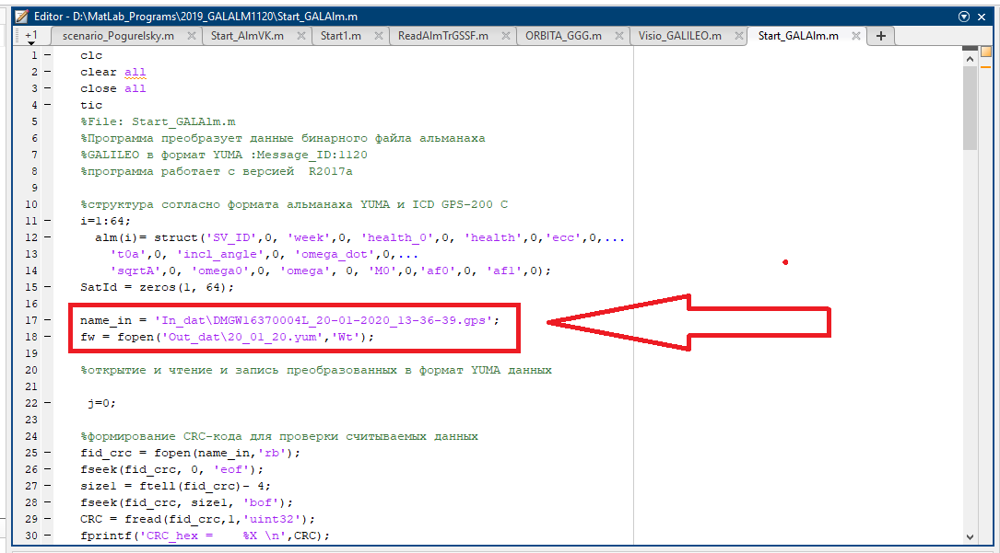 Editor - D:\MatLab_Programs\2019_GALALM1120\Start_GALAlm.m
+1 scenario_Pogurelsky.m Start_AlmVK.m Start1.m ReadAlmTrGSSF.m ORBITA_GGG.m Visio_GALILEO.m Start_GALAlm.m
1 clc
2 clear all
3 close all
4 tic
5 %File: Start_GALAlm.m
6 %Программа преобразует данные бинарного файла альманаха
7 %GALILEO в формат YUMA :Message_ID:1120
8 %программа работает с версией  R2017a
9
10 %структура согласно формата альманаха YUMA и ICD GPS-200 C
11 i=1:64;
12 alm(i)= struct('SV_ID',0, 'week',0, 'health_0',0, 'health',0,'ecc',0,...
13 't0a',0, 'incl_angle',0, 'omega_dot',0,...
14 'sqrtA',0, 'omega0',0, 'omega', 0, 'M0',0,'af0',0, 'af1',0);
15 SatId = zeros(1, 64);
16
17 name_in = 'In_dat\DMGW16370004L_20-01-2020_13-36-39.gps';
18 fw = fopen('Out_dat\20_01_20.yum','Wt');
19
20 %открытие и чтение и запись преобразованных в формат YUMA данных
21
22 j=0;
23
24 %формирование CRC-кода для проверки считываемых данных
25 fid_crc = fopen(name_in,'rb');
26 fseek(fid_crc, 0, 'eof');
27 size1 = ftell(fid_crc)- 4;
28 fseek(fid_crc, size1, 'bof');
29 CRC = fread(fid_crc,1,'uint32');
30 fprintf('CRC_hex =    %X \n',CRC);